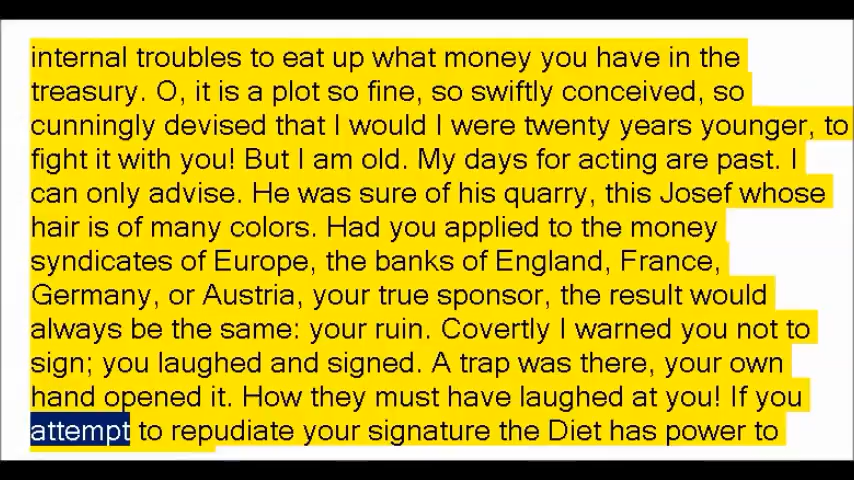 internal troubles to eat up what money you have in the
treasury. O, it is a plot so fine, so swiftly conceived, so
cunningly devised that I would I were twenty years younger, to
fight it with you! But I am old. My days for acting are past. I
can only advise. He was sure of his quarry, this Josef whose
hair is of many colors. Had you applied to the money
syndicates of Europe, the banks of England, France,
Germany, or Austria, your true sponsor, the result would
always be the same: your ruin. Covertly I warned you not to
sign; you laughed and signed. A trap was there, your own
hand opened it. How they must have laughed at you! If you
attempt to repudiate your signature the Diet has power to